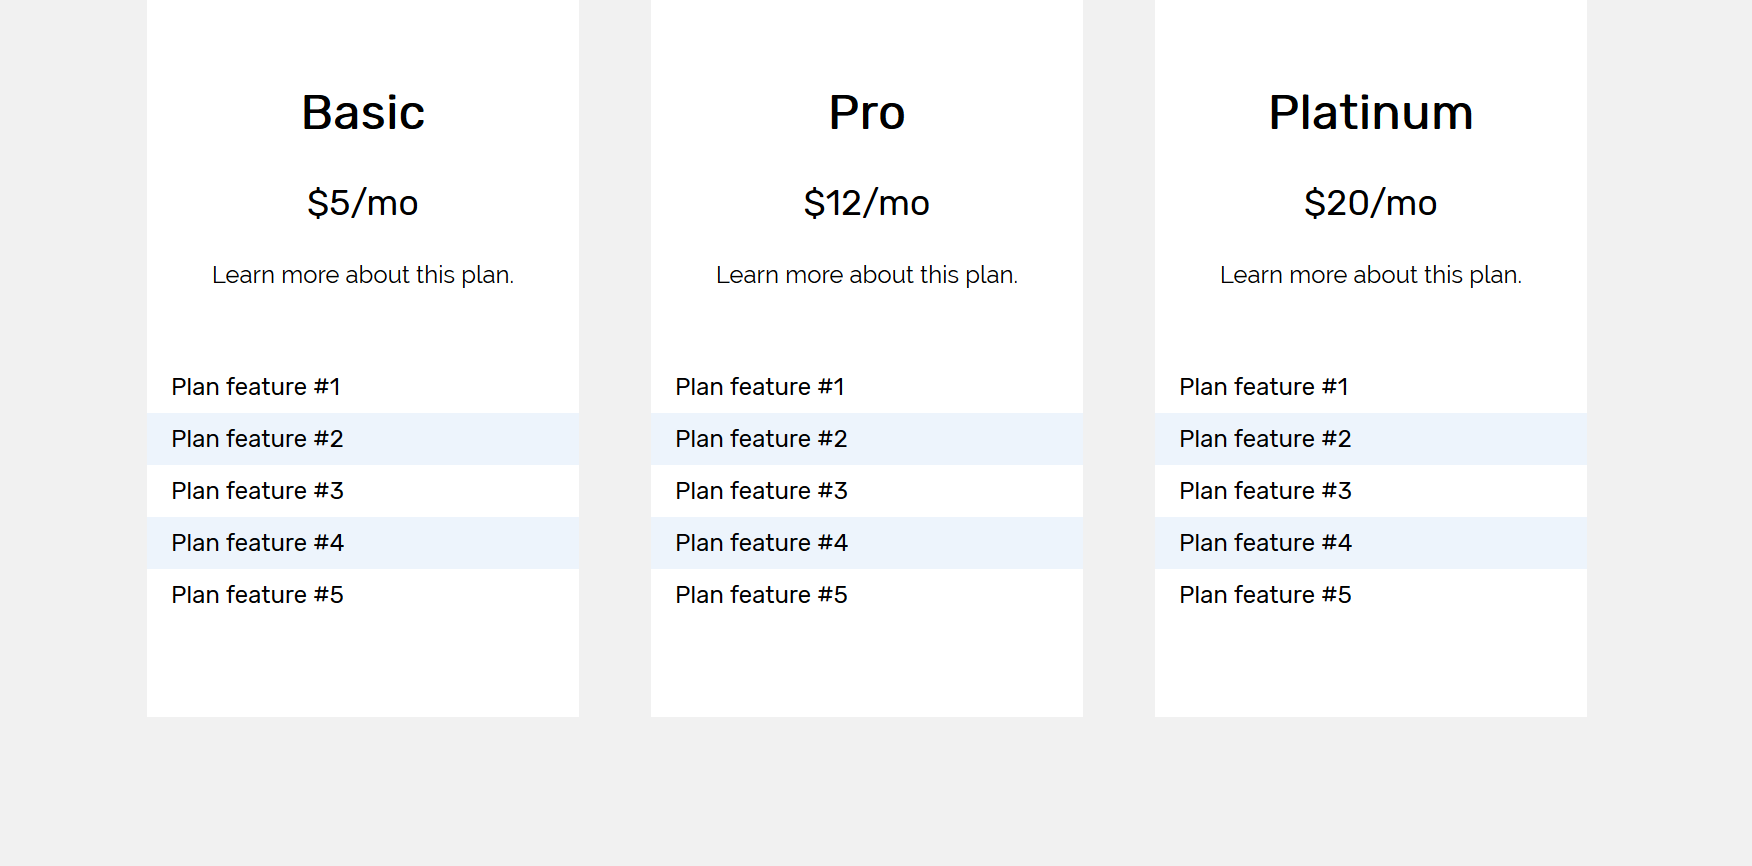 Basic
$5/mo
Learn more about this plan.
Plan feature #1
Plan feature #2
Plan feature #3
Plan feature #4
Plan feature #5
Pro
$12/mo
Learn more about this plan.
Plan feature #1
Plan feature #2
Plan feature #3
Plan feature #4
Plan feature #5
Platinum
$20/mo
Learn more about this plan.
Plan feature #1
Plan feature #2
Plan feature #3
Plan feature #4
Plan feature #5